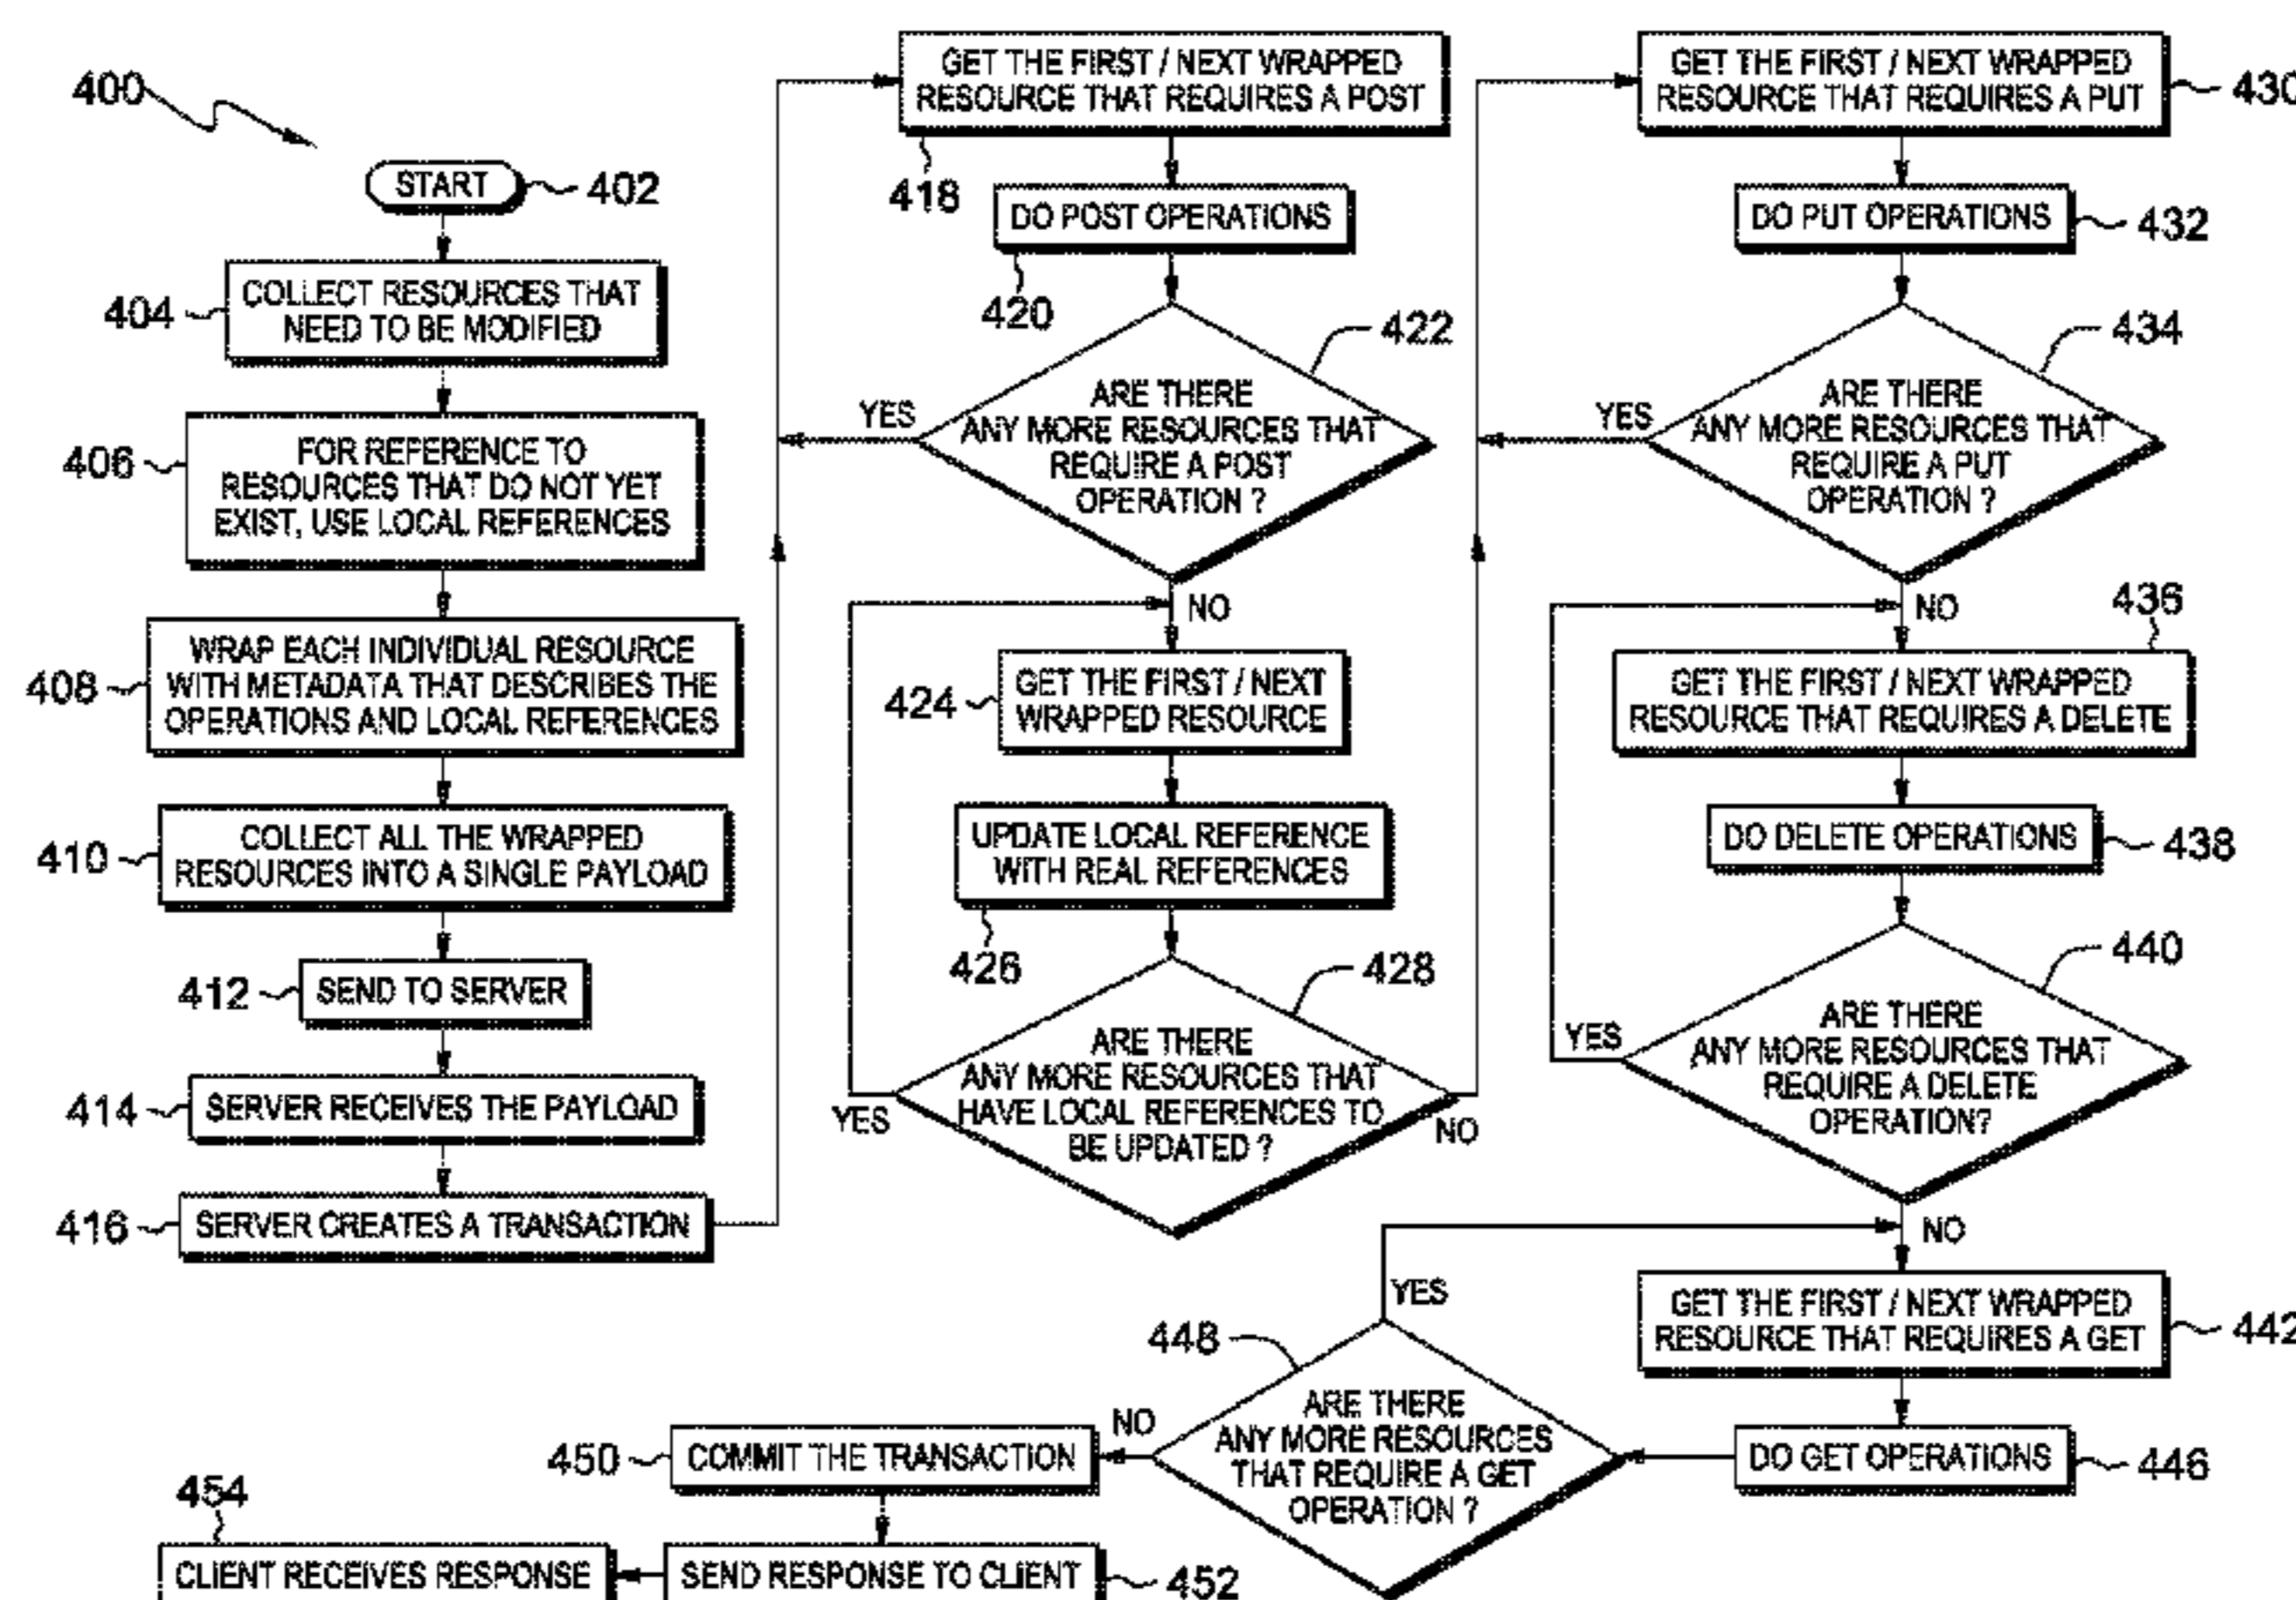 400
START
402
404
COLLECT RESOURCES THAT
NEED TO BE MODIFIED
406
FOR REFERENCE TO
RESOURCES THAT DO NOT YET
EXIST, USE LOCAL REFERENCES
408
WRAP EACH INDIVIDUAL RESOURCE
WITH METADATA THAT DESCRIBES THE
OPERATIONS AND LOCAL REFERENCES
410
COLLECT ALL THE WRAPPED
RESOURCES INTO A SINGLE PAYLOAD
412
SEND TO SERVER
414
SERVER RECEIVES THE PAYLOAD
416
SERVER CREATES A TRANSACTION
GET THE FIRST / NEXT WRAPPED
RESOURCE THAT REQUIRES A POST
418
DO POST OPERATIONS
420
422
ARE THERE
ANY MORE RESOURCES THAT
REQUIRE A POST
OPERATION ?
YES
NO
424
GET THE FIRST / NEXT
WRAPPED RESOURCE
UPDATE LOCAL REFERENCE
WITH REAL REFERENCES
426
428
ARE THERE
ANY MORE RESOURCES THAT
HAVE LOCAL REFERENCES TO
BE UPDATED ?
YES
NO
GET THE FIRST / NEXT WRAPPED
RESOURCE THAT REQUIRES A PUT
430
DO PUT OPERATIONS
432
434
ARE THERE
ANY MORE RESOURCES THAT
REQUIRE A PUT
OPERATION ?
YES
NO
436
GET THE FIRST / NEXT WRAPPED
RESOURCE THAT REQUIRES A DELETE
DO DELETE OPERATIONS
438
440
ARE THERE
ANY MORE RESOURCES THAT
REQUIRE A DELETE
OPERATION?
YES
NO
GET THE FIRST / NEXT WRAPPED
RESOURCE THAT REQUIRES A GET
442
DO GET OPERATIONS
446
448
ARE THERE
ANY MORE RESOURCES
THAT REQUIRE A GET
OPERATION ?
YES
NO
450
COMMIT THE TRANSACTION
SEND RESPONSE TO CLIENT
452
454
CLIENT RECEIVES RESPONSE